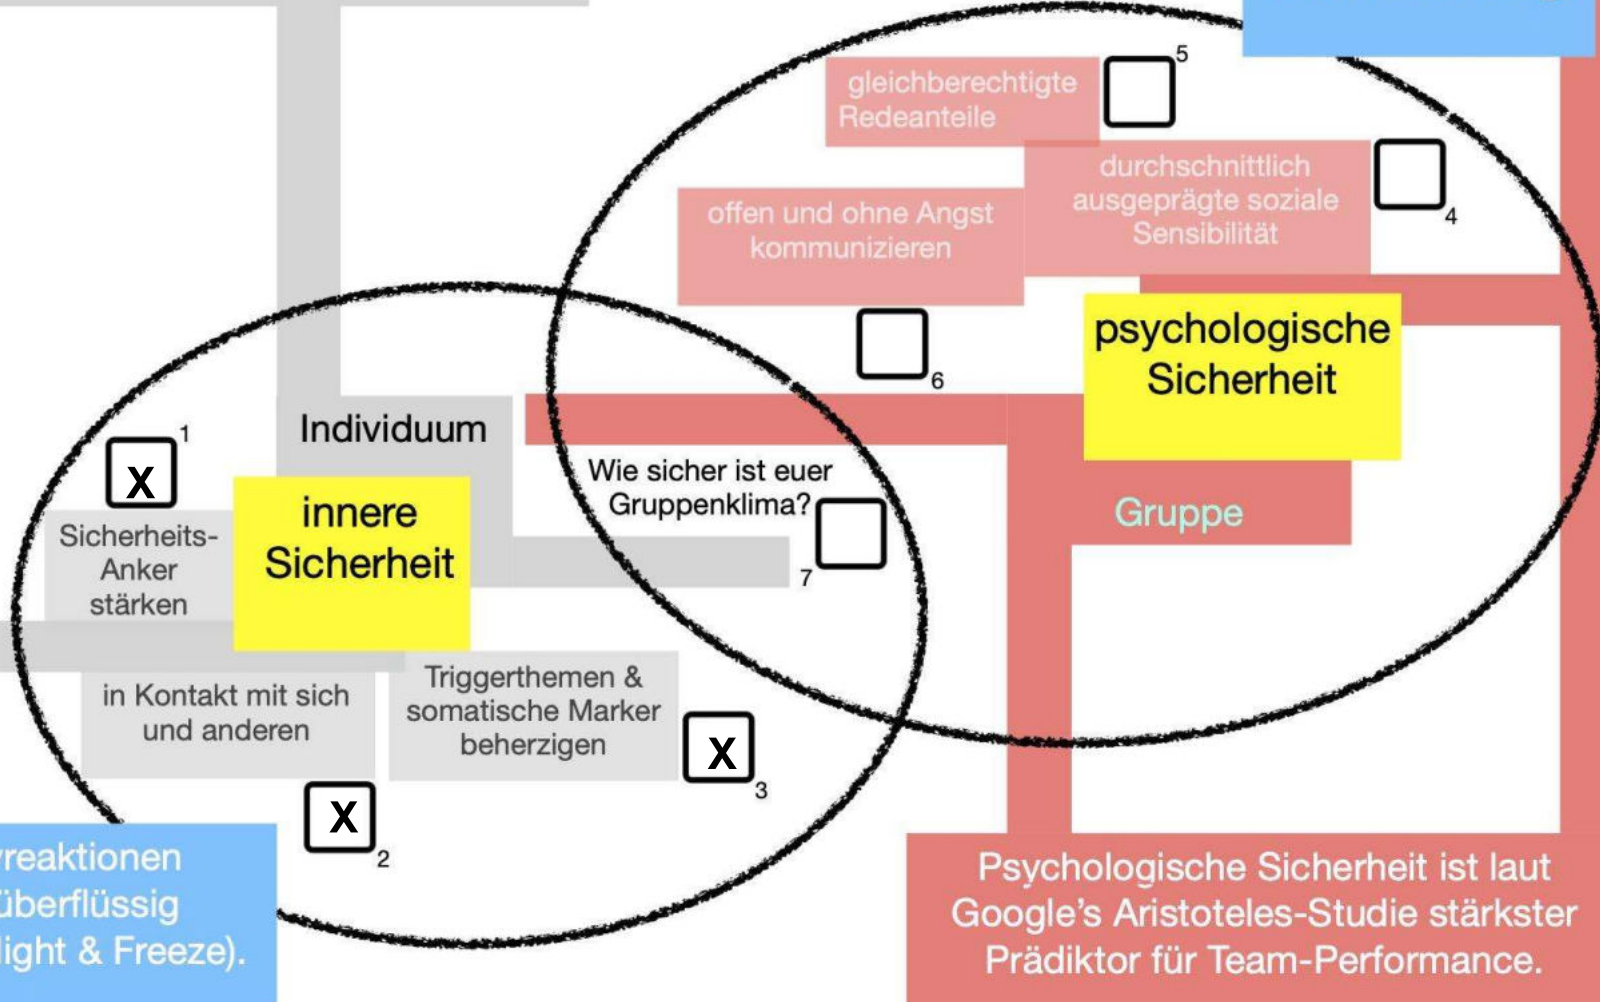 gleichberechtigte
Redeanteile
5
durchschnittlich
ausgeprägte soziale
Sensibilität
4
offen und ohne Angst
kommunizieren
6
psychologische
Sicherheit
Individuum
1
X
Wie sicher ist euer
Gruppenklima?
7
innere
Sicherheit
Gruppe
Sicherheits-
Anker
stärken
in Kontakt mit sich
und anderen
X
2
Triggerthemen &
somatische Marker
beherzigen
X
3
reaktionen
überflüssig
light & Freeze).
Psychologische Sicherheit ist laut
Google's Aristoteles-Studie stärkster
Prädiktor für Team-Performance.